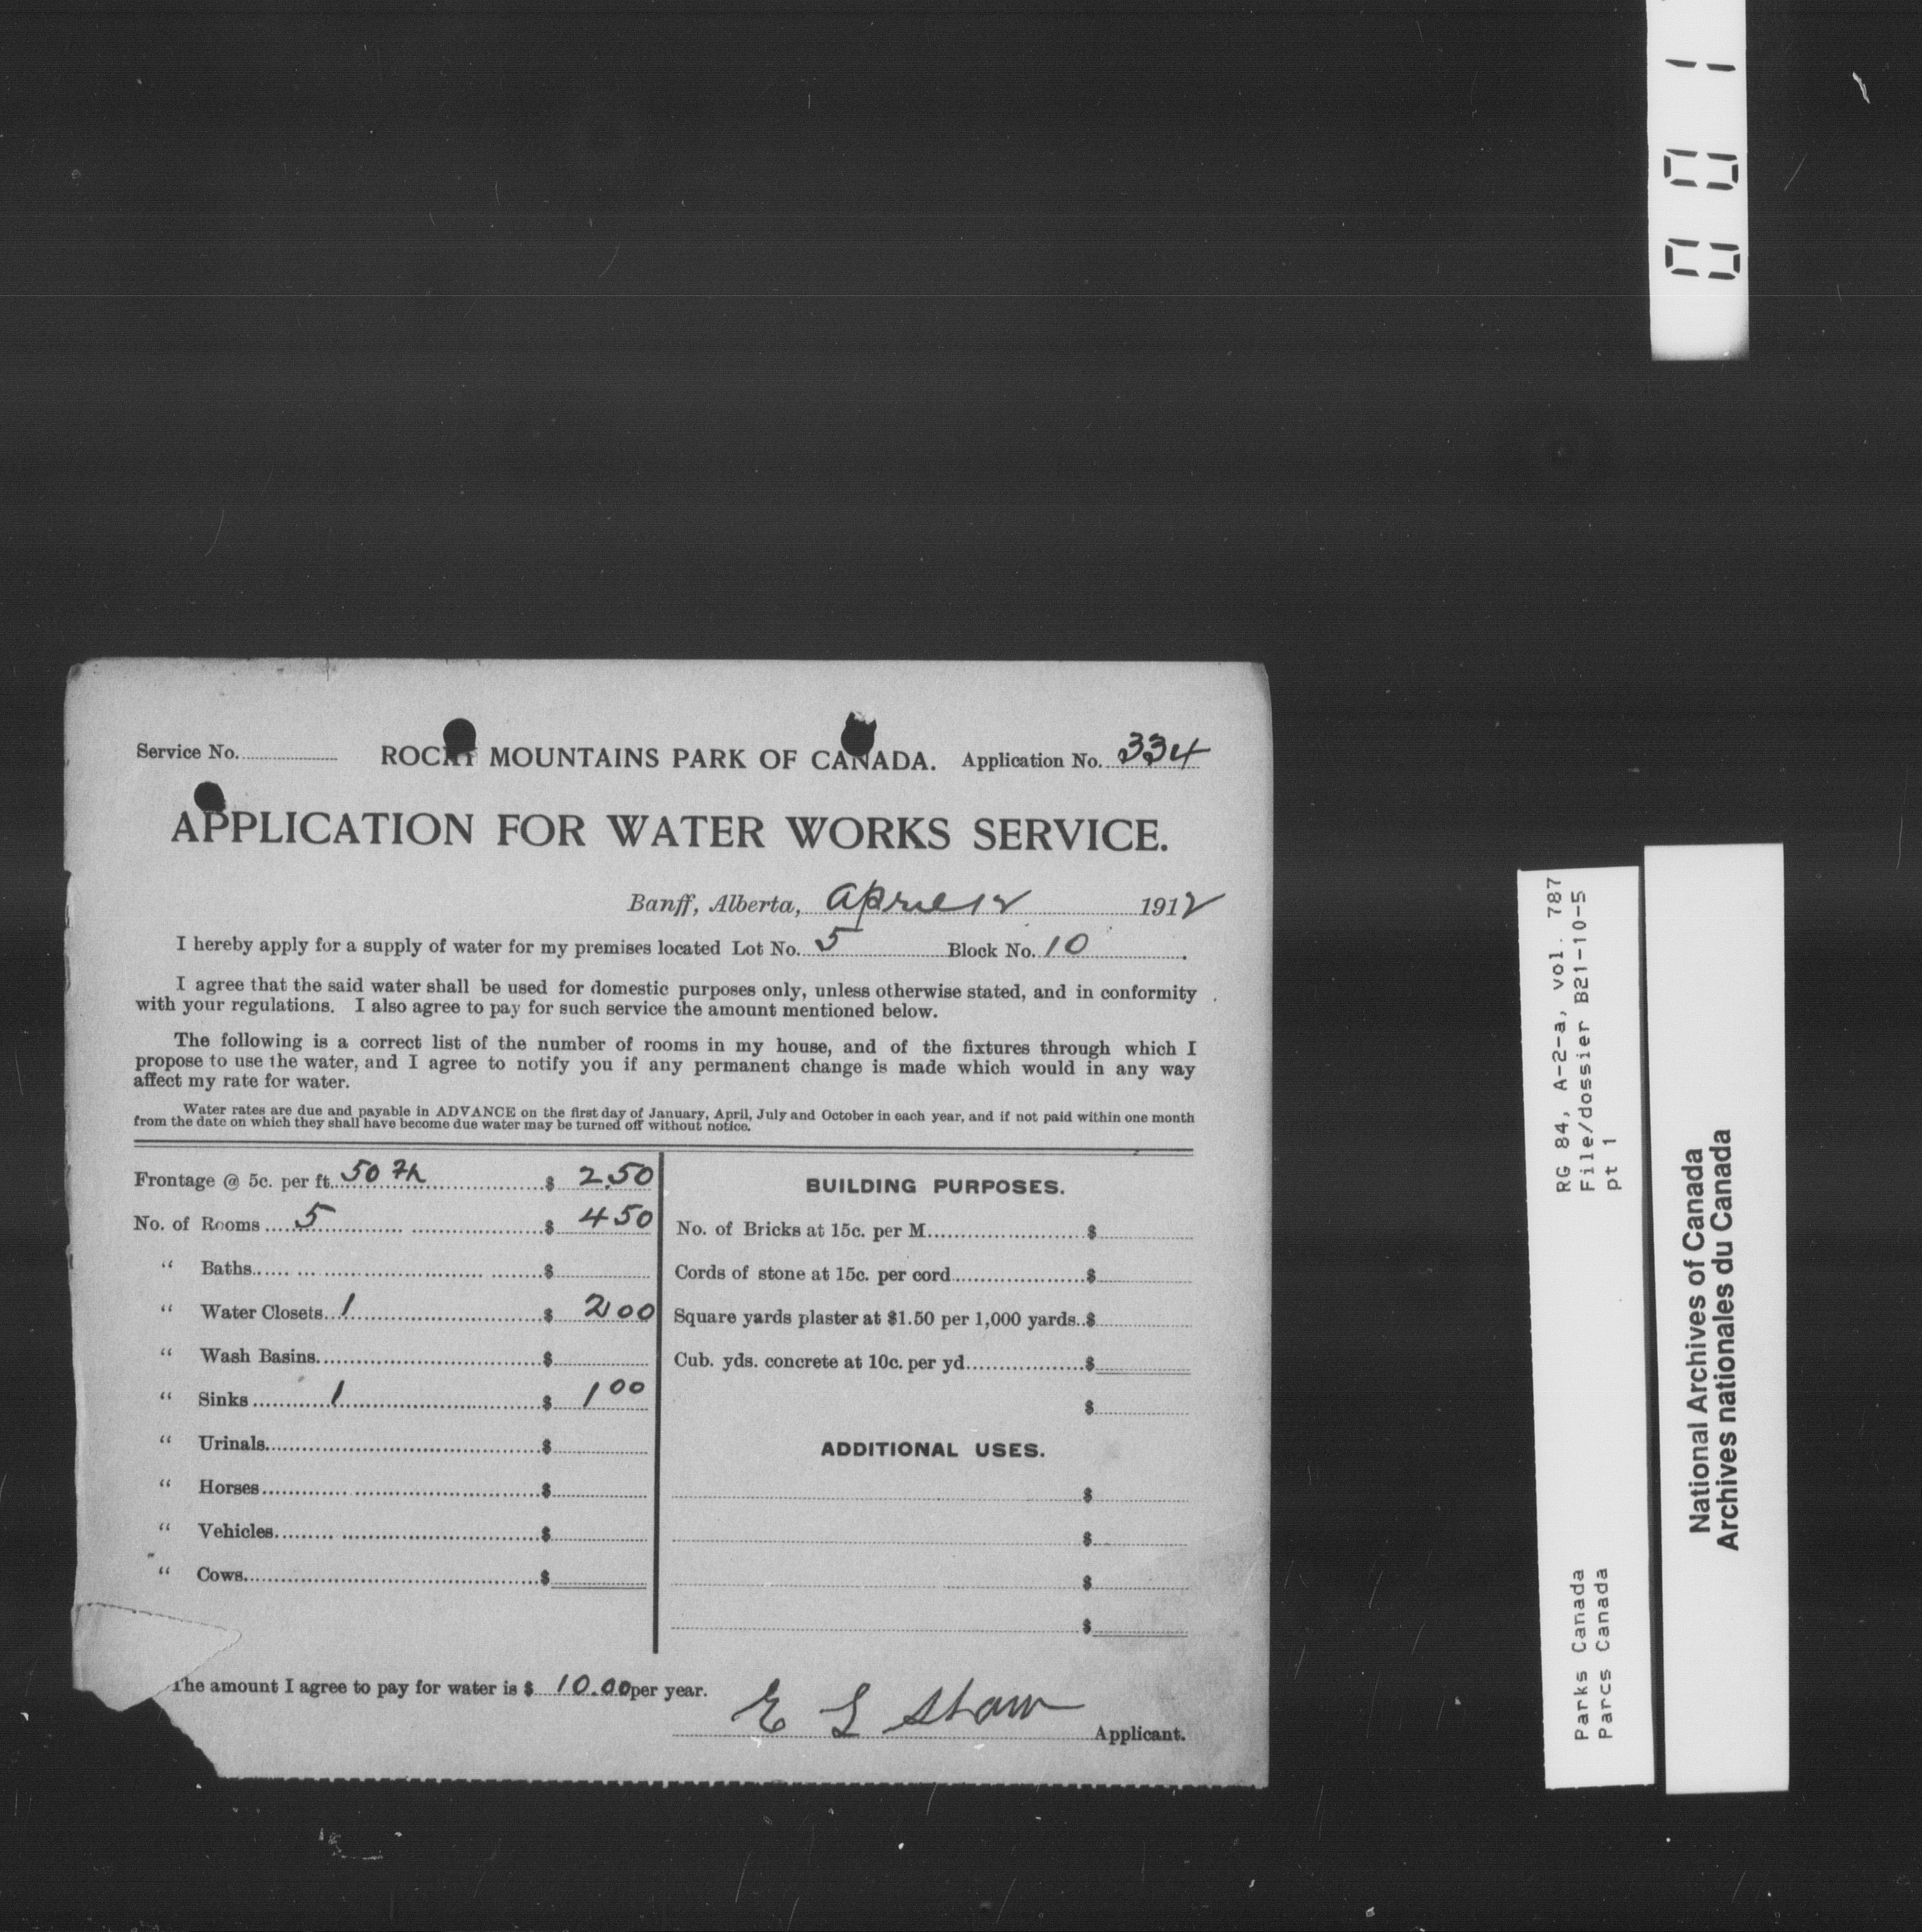 Service No.
ROCKY MOUNTAINS PARK OF CANADA.
Application No. 334
APPLICATION FOR WATER WORKS SERVICE.
Banff, Alberta, April 12 1912
I hereby apply for a supply of water for my premises located Lot No. 5 Block No. 10
I agree that the said water shall be used for domestic purposes only, unless otherwise stated, and in conformity
with your regulations. I also agree to pay for such service the amount mentioned below.
The following is a correct list of the number of rooms in my house, and of the fixtures through which I
propose to use the water, and I agree to notify you if any permanent change is made which would in any way
affect my rate for water.
Water rates are due and payable in ADVANCE on the first day of January, April, July and October in each year, and if not paid within one month
from the date on which they shall have become due water may be turned off without notice.
Frontage @ 5c. per ft. 50 $ 2.50
No. of Rooms 5 $ 4 50
" Baths $
" Water Closets 1 $ 2 00
" Wash Basins $
" Sinks 1 $ 1 00
" Urinals $
" Horses $
" Vehicles $
" Cows $
BUILDING PURPOSES.
No. of Bricks at 15c. per M $
Cords of stone at 15c. per cord $
Square yards plaster at $1.50 per 1,000 yards $
Cub. yds. concrete at 10c. per yd $
$
ADDITIONAL USES.
$
$
$
$
The amount I agree to pay for water is $ 10.00 per year.
E L Shaw Applicant.
001
RG 84, A-2-a, vol. 787
File/dossier B21-10-5
pt 1
Parks Canada
Parcs Canada
National Archives of Canada
Archives nationales du Canada